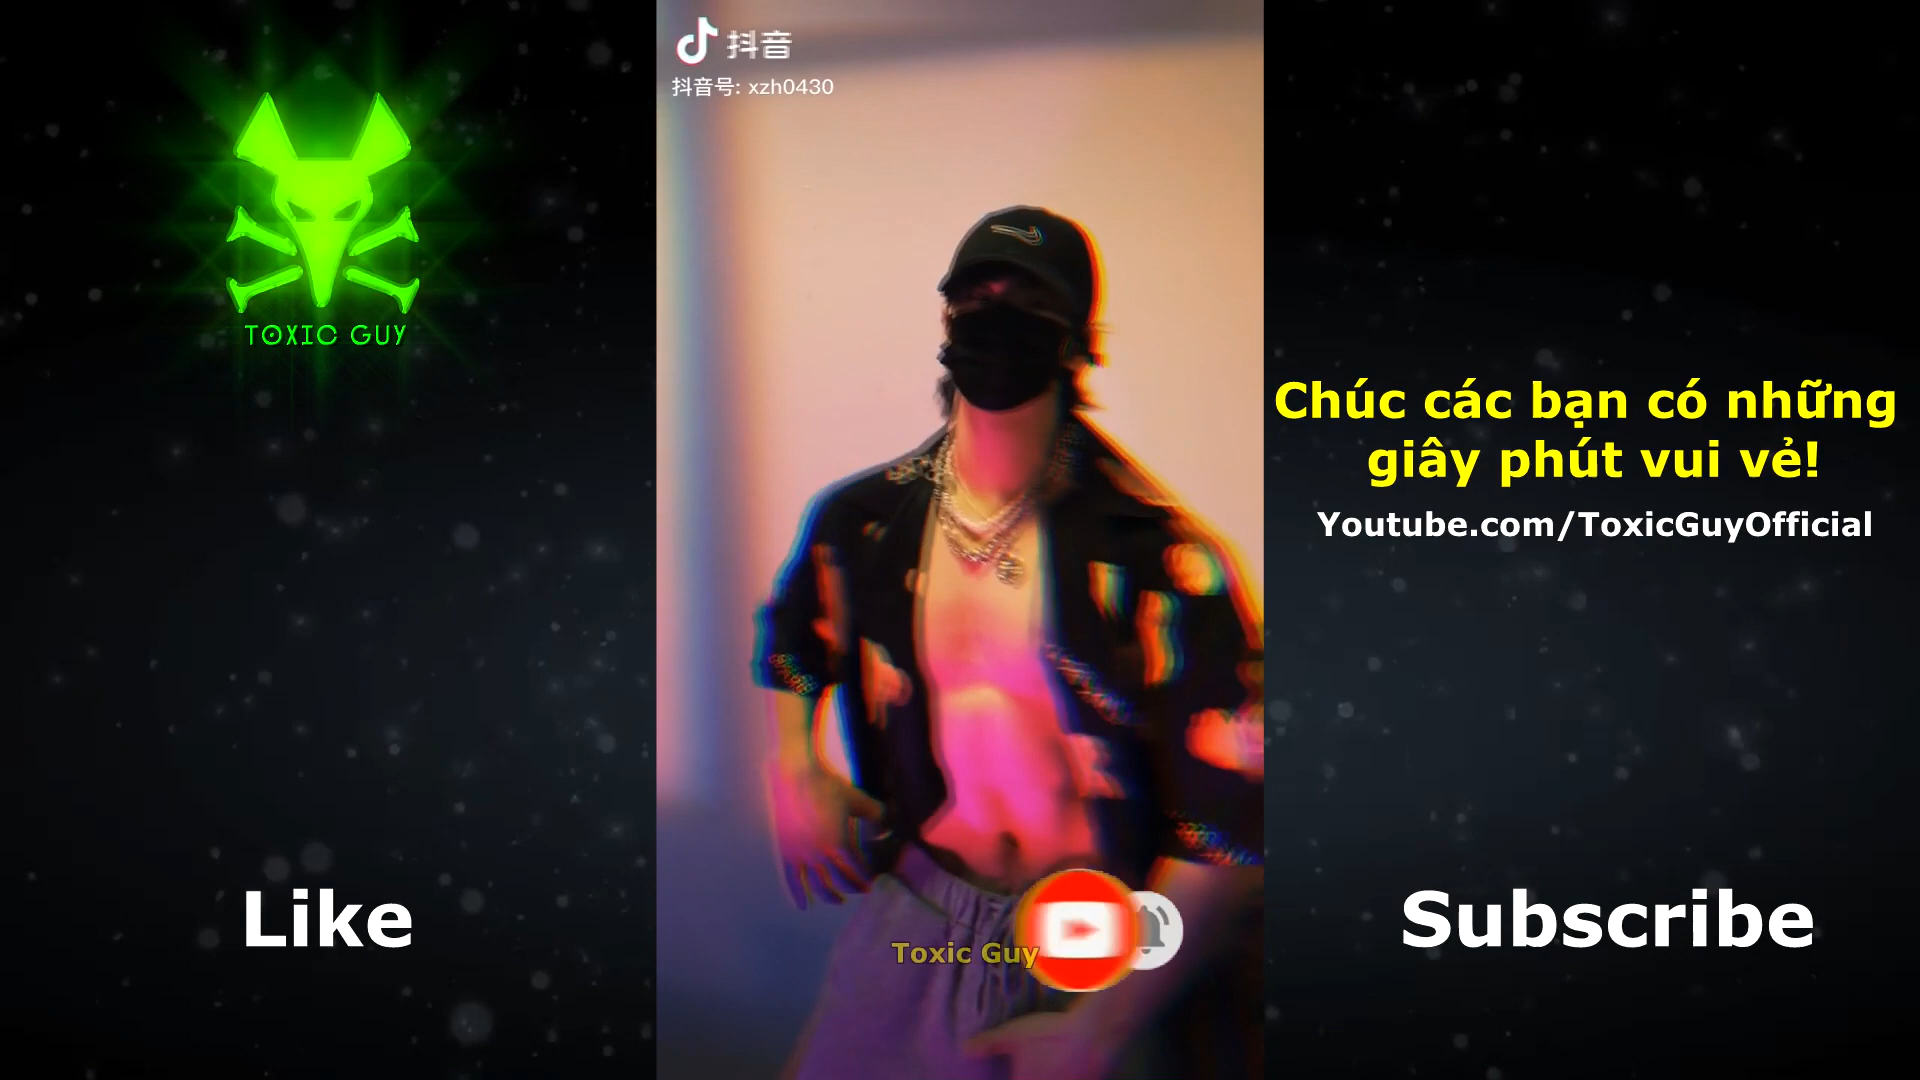 抖音
抖音号: xzh0430
TOXIC GUY
Chúc các bạn có những
giây phút vui vẻ!
Youtube.com/ToxicGuyOfficial
Like
Toxic Guy
Subscribe